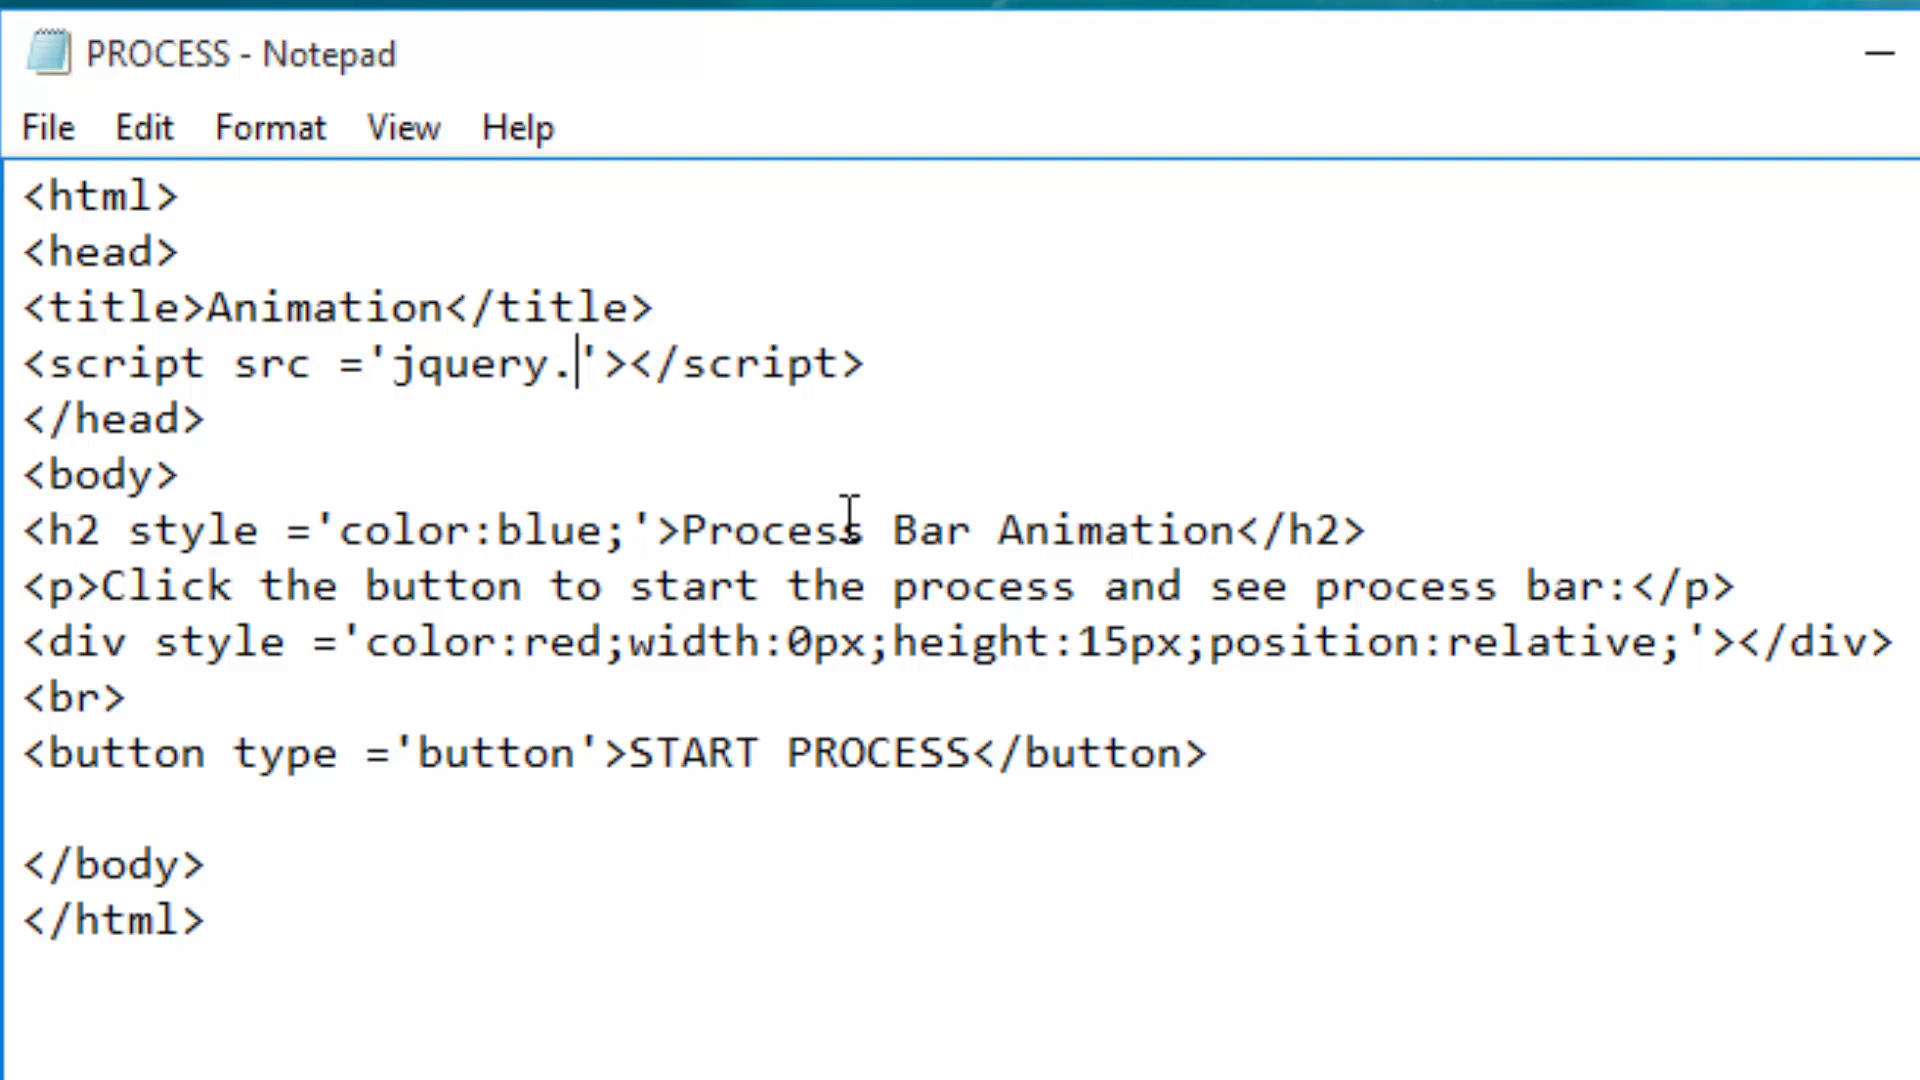 PROCESS - Notepad
File Edit Format View Help
<html>
<head>
<title>Animation</title>
<script src ='jquery.'></script>
</head>
<body>
<h2 style ='color:blue;'>Process Bar Animation</h2>
<p>Click the button to start the process and see process bar:</p>
<div style ='color:red;width:0px;height:15px;position:relative;'></div>
<br>
<button type ='button'>START PROCESS</button>
</body>
</html>